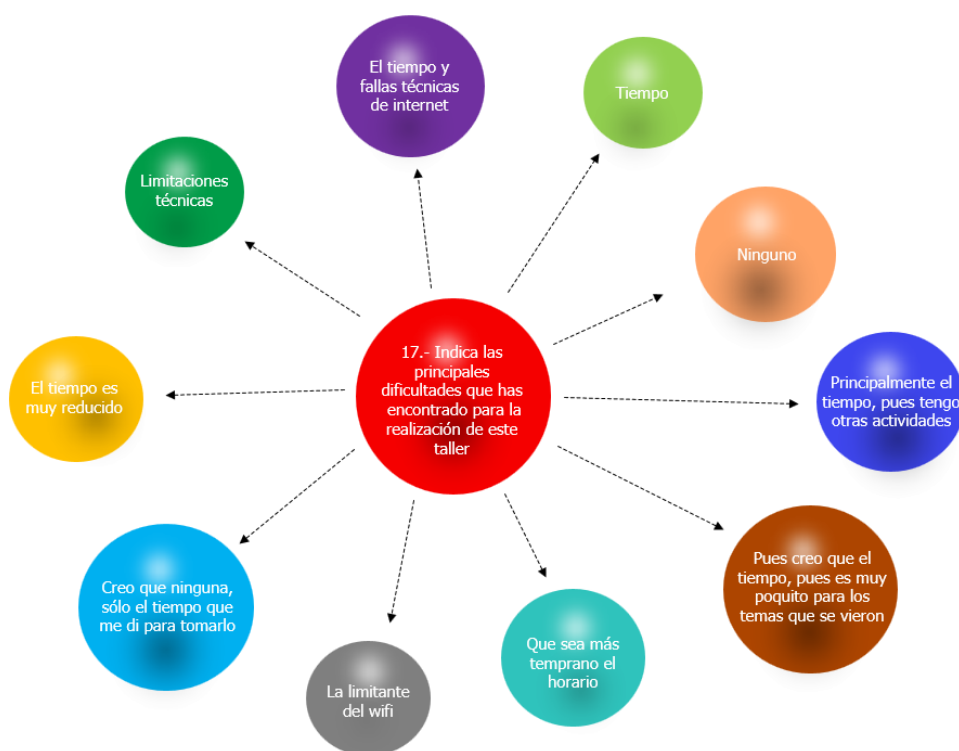 El tiempo y
fallas técnicas
de internet
Tiempo
Limitaciones
técnicas
Ninguno
17.- Indica las
principales
dificultades que has
encontrado para la
realización de este
taller
El tiempo es
muy reducido
Principalmente el
tiempo, pues tengo
otras actividades
Creo que ninguna,
sólo el tiempo que
me di para tomarlo
Pues creo que el
tiempo, pues es muy
poquito para los
temas que se vieron
Que sea más
temprano el
horario
La limitante
del wifi